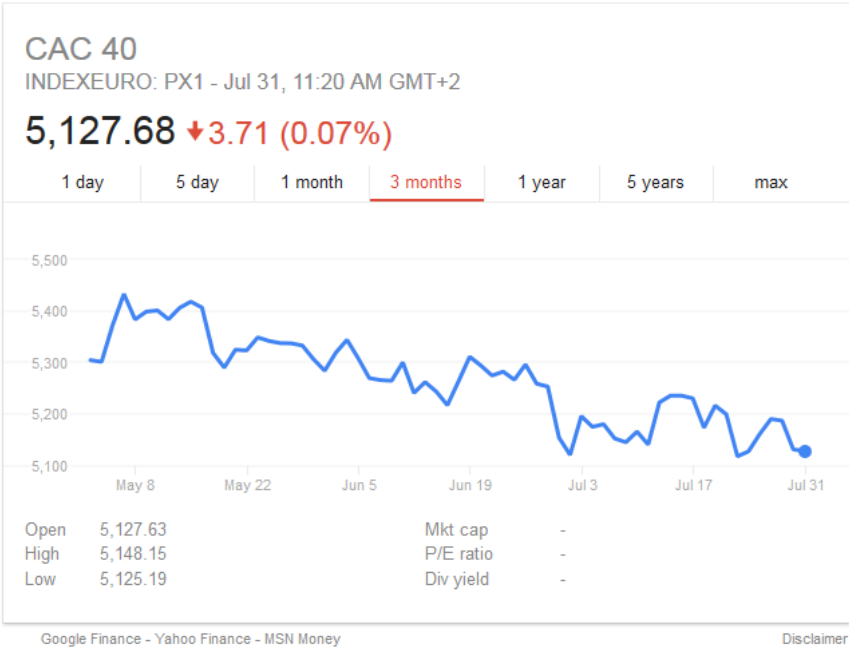 CAC 40
INDEXEURO: PX1 - Jul 31, 11:20 AM GMT+2
5,127.68 3.71 (0.07%)
1 day 5 day 1 month 3 months 1 year 5 years max
5,500
5,400
5,300
5,200
5,100
May 8 May 22 Jun 5 Jun 19 Jul 3 Jul 17 Jul 31
Open 5,127.63 Mkt cap -
High 5,148.15 P/E ratio -
Low 5,125.19 Div yield -
Google Finance - Yahoo Finance - MSN Money Disclaimer